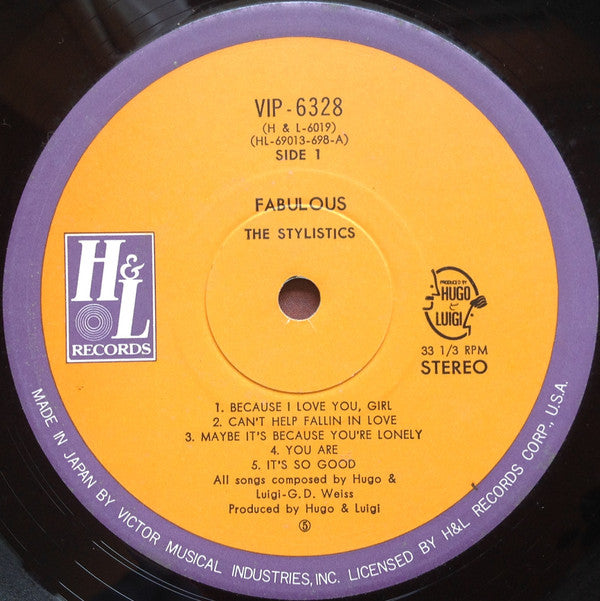 VIP-6328
(H & L-6019)
(HL-69013-698-A)
SIDE 1
FABULOUS
THE STYLISTICS
H&L
RECORDS
PRODUCED BY
HUGO
&
LUIGI
33 1/3 RPM
STEREO
1. BECAUSE I LOVE YOU, GIRL
2. CAN'T HELP FALLIN IN LOVE
3. MAYBE IT'S BECAUSE YOU'RE LONELY
4. YOU ARE
5. IT'S SO GOOD
All songs composed by Hugo &
Luigi-G.D. Weiss
Produced by Hugo & Luigi
⑤
MADE IN JAPAN BY VICTOR MUSICAL INDUSTRIES, INC. LICENSED BY H&L RECORDS CORP., U.S.A.